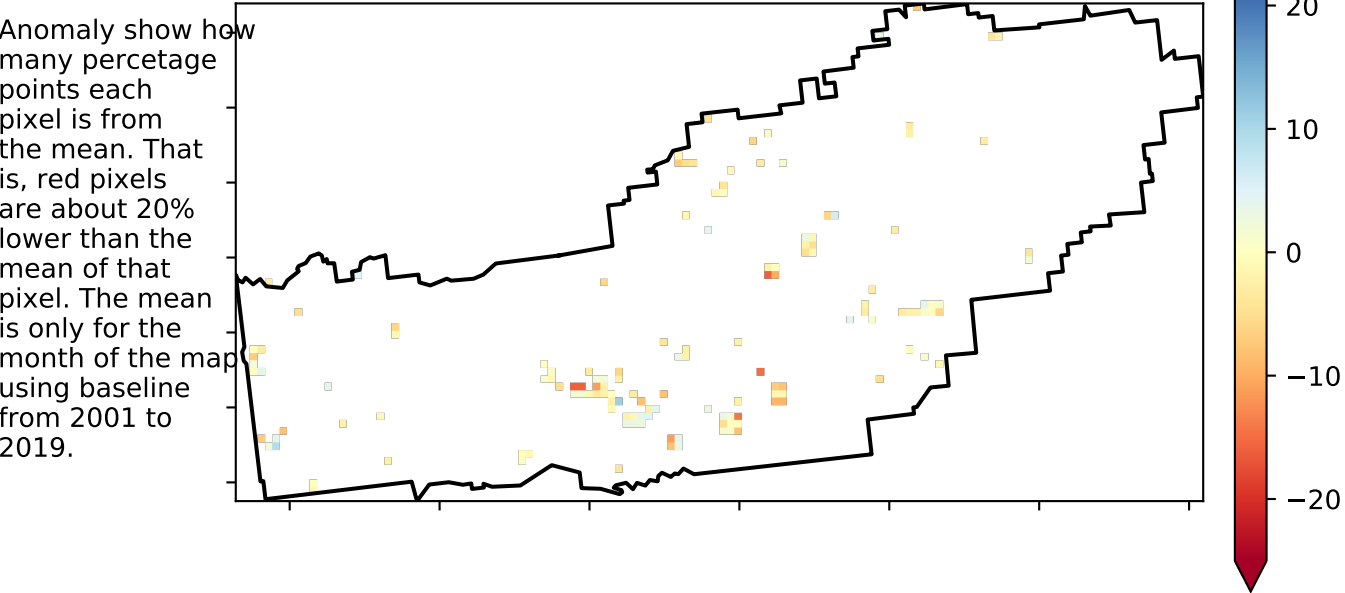 Anomaly show how
many percetage
points each
pixel is from
the mean. That
is, red pixels
are about 20%
lower than the
mean of that
pixel. The mean
is only for the
month of the map
using baseline
from 2001 to
2019.
20
10
0
−10
−20